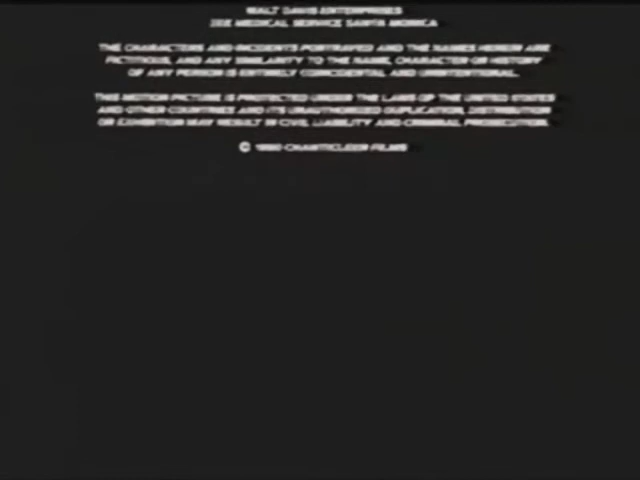 WALT DAVIS ENTERPRISES
MEDICAL SERVICE SANTA MONICA
THE CHARACTERS AND INCIDENTS PORTRAYED AND THE NAMES HEREIN ARE
FICTITIOUS, AND ANY SIMILARITY TO THE NAME, CHARACTER OR HISTORY
OF ANY PERSON IS ENTIRELY COINCIDENTAL AND UNINTENTIONAL.
THIS MOTION PICTURE IS PROTECTED UNDER THE LAWS OF THE UNITED STATES
AND OTHER COUNTRIES AND ITS UNAUTHORIZED DUPLICATION, DISTRIBUTION
OR EXHIBITION MAY RESULT IN CIVIL LIABILITY AND CRIMINAL PROSECUTION.
© 1990 CHANTICLEER FILMS